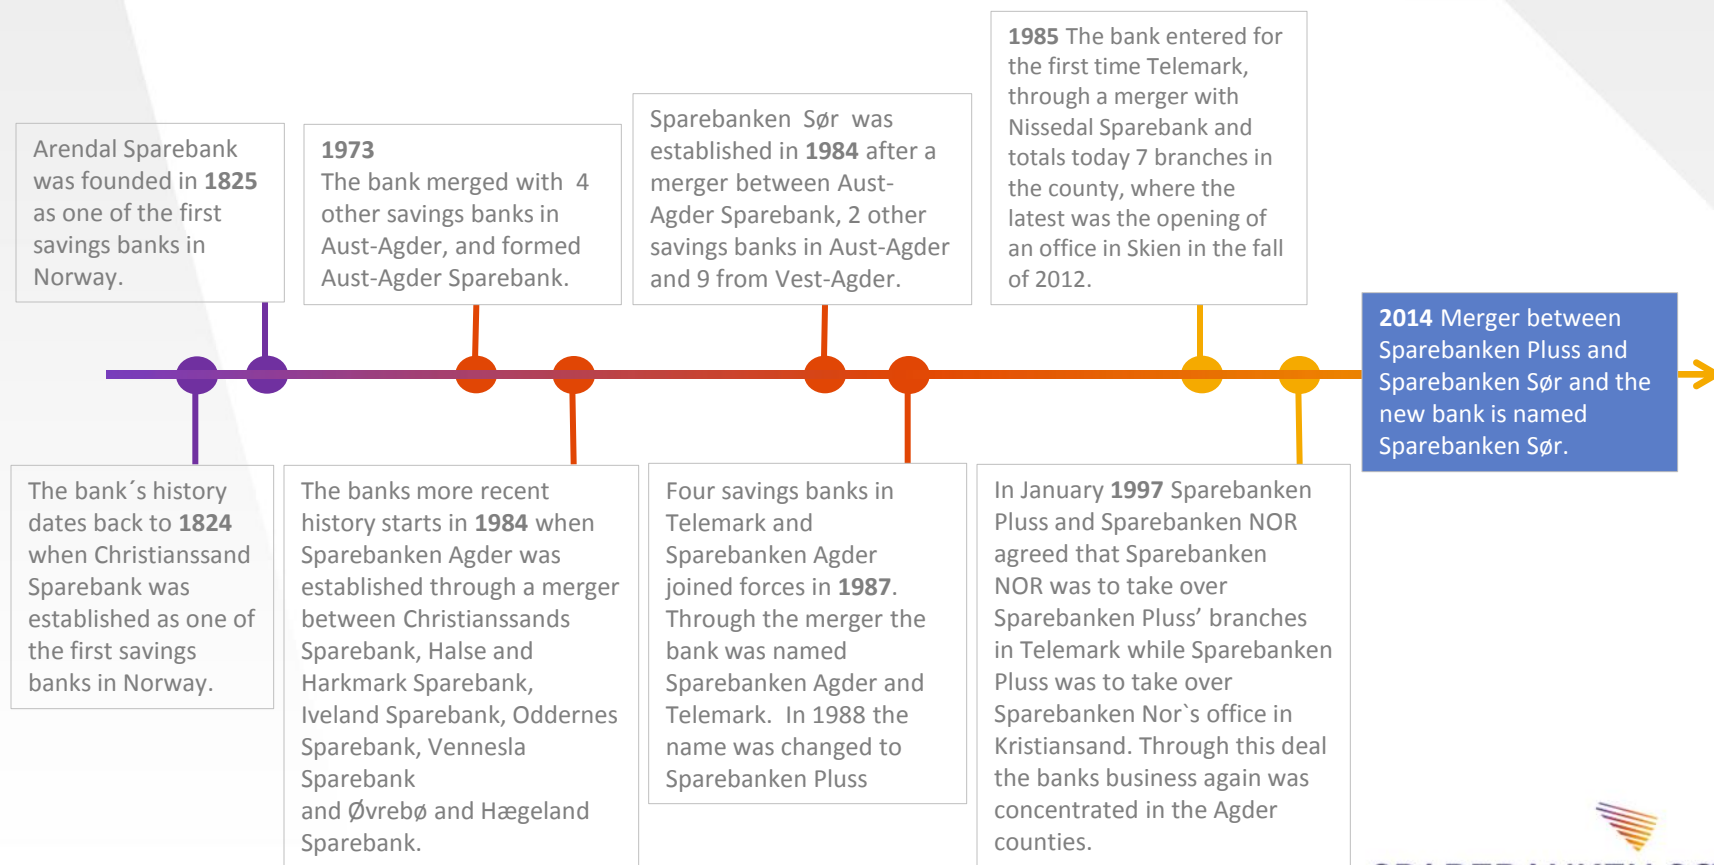 Arendal Sparebank
was founded in 1825
as one of the first
savings banks in
Norway.
1973
The bank merged with 4
other savings banks in
Aust-Agder, and formed
Aust-Agder Sparebank.
Sparebanken Sør was
established in 1984 after a
merger between Aust-
Agder Sparebank, 2 other
savings banks in Aust-Agder
and 9 from Vest-Agder.
1985 The bank entered for
the first time Telemark,
through a merger with
Nissedal Sparebank and
totals today 7 branches in
the county, where the
latest was the opening of
an office in Skien in the fall
of 2012.
2014 Merger between
Sparebanken Pluss and
Sparebanken Sør and the
new bank is named
Sparebanken Sør.
The bank´s history
dates back to 1824
when Christianssand
Sparebank was
established as one of
the first savings
banks in Norway.
The banks more recent
history starts in 1984 when
Sparebanken Agder was
established through a merger
between Christianssands
Sparebank, Halse and
Harkmark Sparebank,
Iveland Sparebank, Oddernes
Sparebank, Vennesla
Sparebank
and Øvrebø and Hægeland
Sparebank.
Four savings banks in
Telemark and
Sparebanken Agder
joined forces in 1987.
Through the merger the
bank was named
Sparebanken Agder and
Telemark. In 1988 the
name was changed to
Sparebanken Pluss
In January 1997 Sparebanken
Pluss and Sparebanken NOR
agreed that Sparebanken
NOR was to take over
Sparebanken Pluss’ branches
in Telemark while Sparebanken
Pluss was to take over
Sparebanken Nor`s office in
Kristiansand. Through this deal
the banks business again was
concentrated in the Agder
counties.